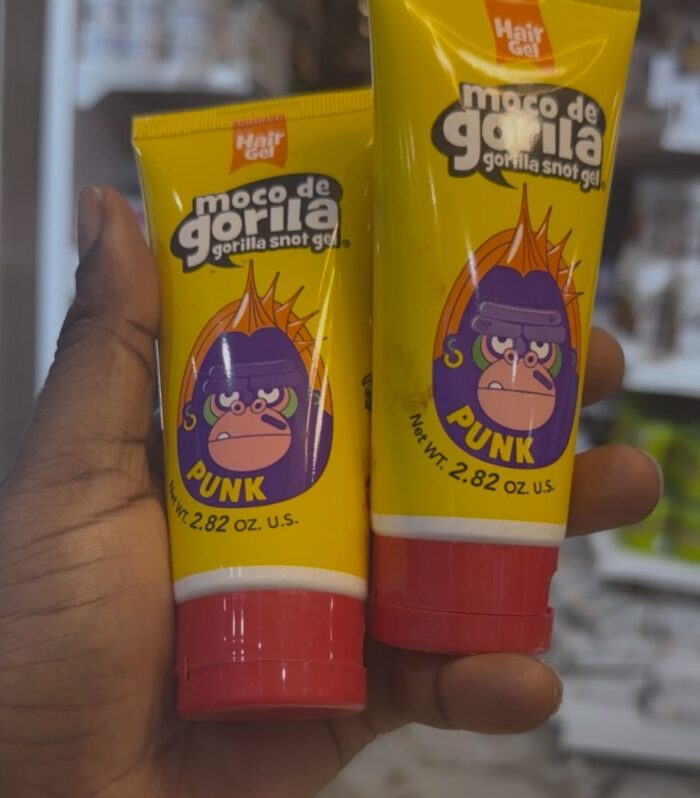 Hair
Gel
moco de
gorila
gorilla snot gel
PUNK
Net WT. 2.82 OZ. U.S.
Hair
Gel
moco de
gorila
gorilla snot gel
PUNK
Net WT. 2.82 OZ. U.S.